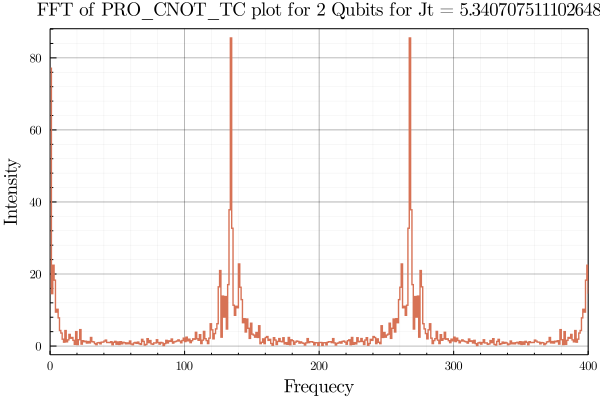 FFT of PRO_CNOT_TC plot for 2 Qubits for Jt = 5.340707511102648
80
60
40
20
0
Intensity
0 100 200 300 400
Frequecy